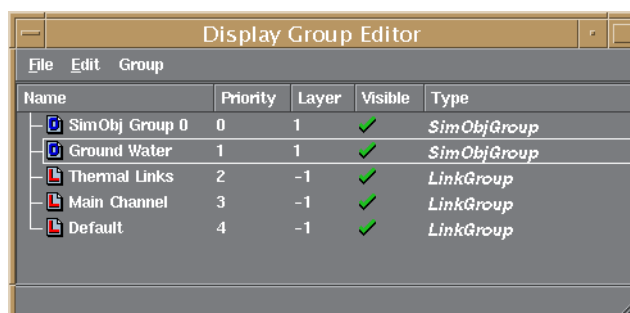 Display Group Editor
File Edit Group
Name Priority Layer Visible Type
SimObj Group 0 0 1 SimObjGroup
Ground Water 1 1 SimObjGroup
Thermal Links 2 -1 LinkGroup
Main Channel 3 -1 LinkGroup
Default 4 -1 LinkGroup